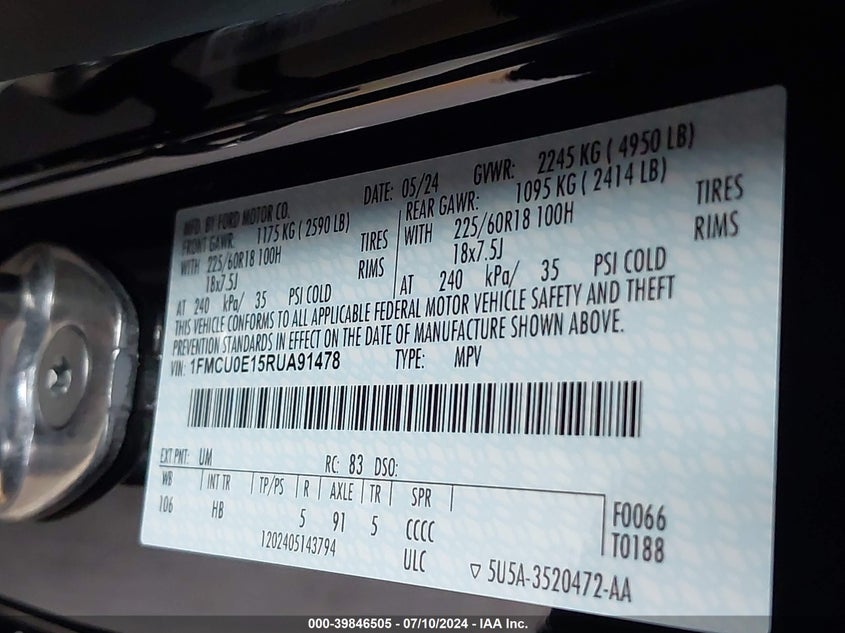 MFD. BY FORD MOTOR CO. DATE: 05/24 GVWR: 2245 KG ( 4950 LB)
FRONT GAWR: 1175 KG ( 2590 LB) REAR GAWR: 1095 KG ( 2414 LB)
WITH 225/60R18 100H TIRES WITH 225/60R18 100H TIRES
18x7.5J RIMS 18x7.5J RIMS
AT 240 kPa/ 35 PSI COLD AT 240 kPa/ 35 PSI COLD
THIS VEHICLE CONFORMS TO ALL APPLICABLE FEDERAL MOTOR VEHICLE SAFETY AND THEFT
PREVENTION STANDARDS IN EFFECT ON THE DATE OF MANUFACTURE SHOWN ABOVE.
VIN: 1FMCU0E15RUA91478 TYPE: MPV
EXT PNT: UM RC: 83 DSO:
WB INT TR TP/PS R AXLE TR SPR
106 HB 5 91 5 CCCC
F0066
T0188
1202405143794 ULC
5U5A-3520472-AA
000-39846505 - 07/10/2024 - IAA Inc.